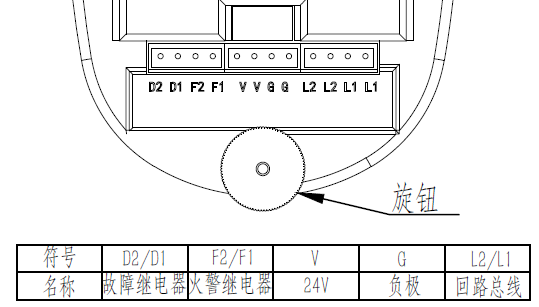 D2 D1 F2 F1 V V G G L2 L2 L1 L1
旋钮
符号 D2/D1 F2/F1 V G L2/L1
名称 故障继电器 火警继电器 24V 负极 回路总线